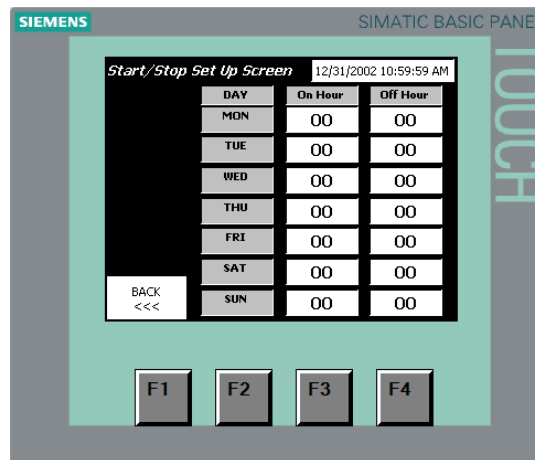 SIEMENS
SIMATIC BASIC PANE
TOUCH
Start/Stop Set Up Screen 12/31/2002 10:59:59 AM
DAY On Hour Off Hour
MON 00 00
TUE 00 00
WED 00 00
THU 00 00
FRI 00 00
SAT 00 00
SUN 00 00
BACK
<<<
F1 F2 F3 F4